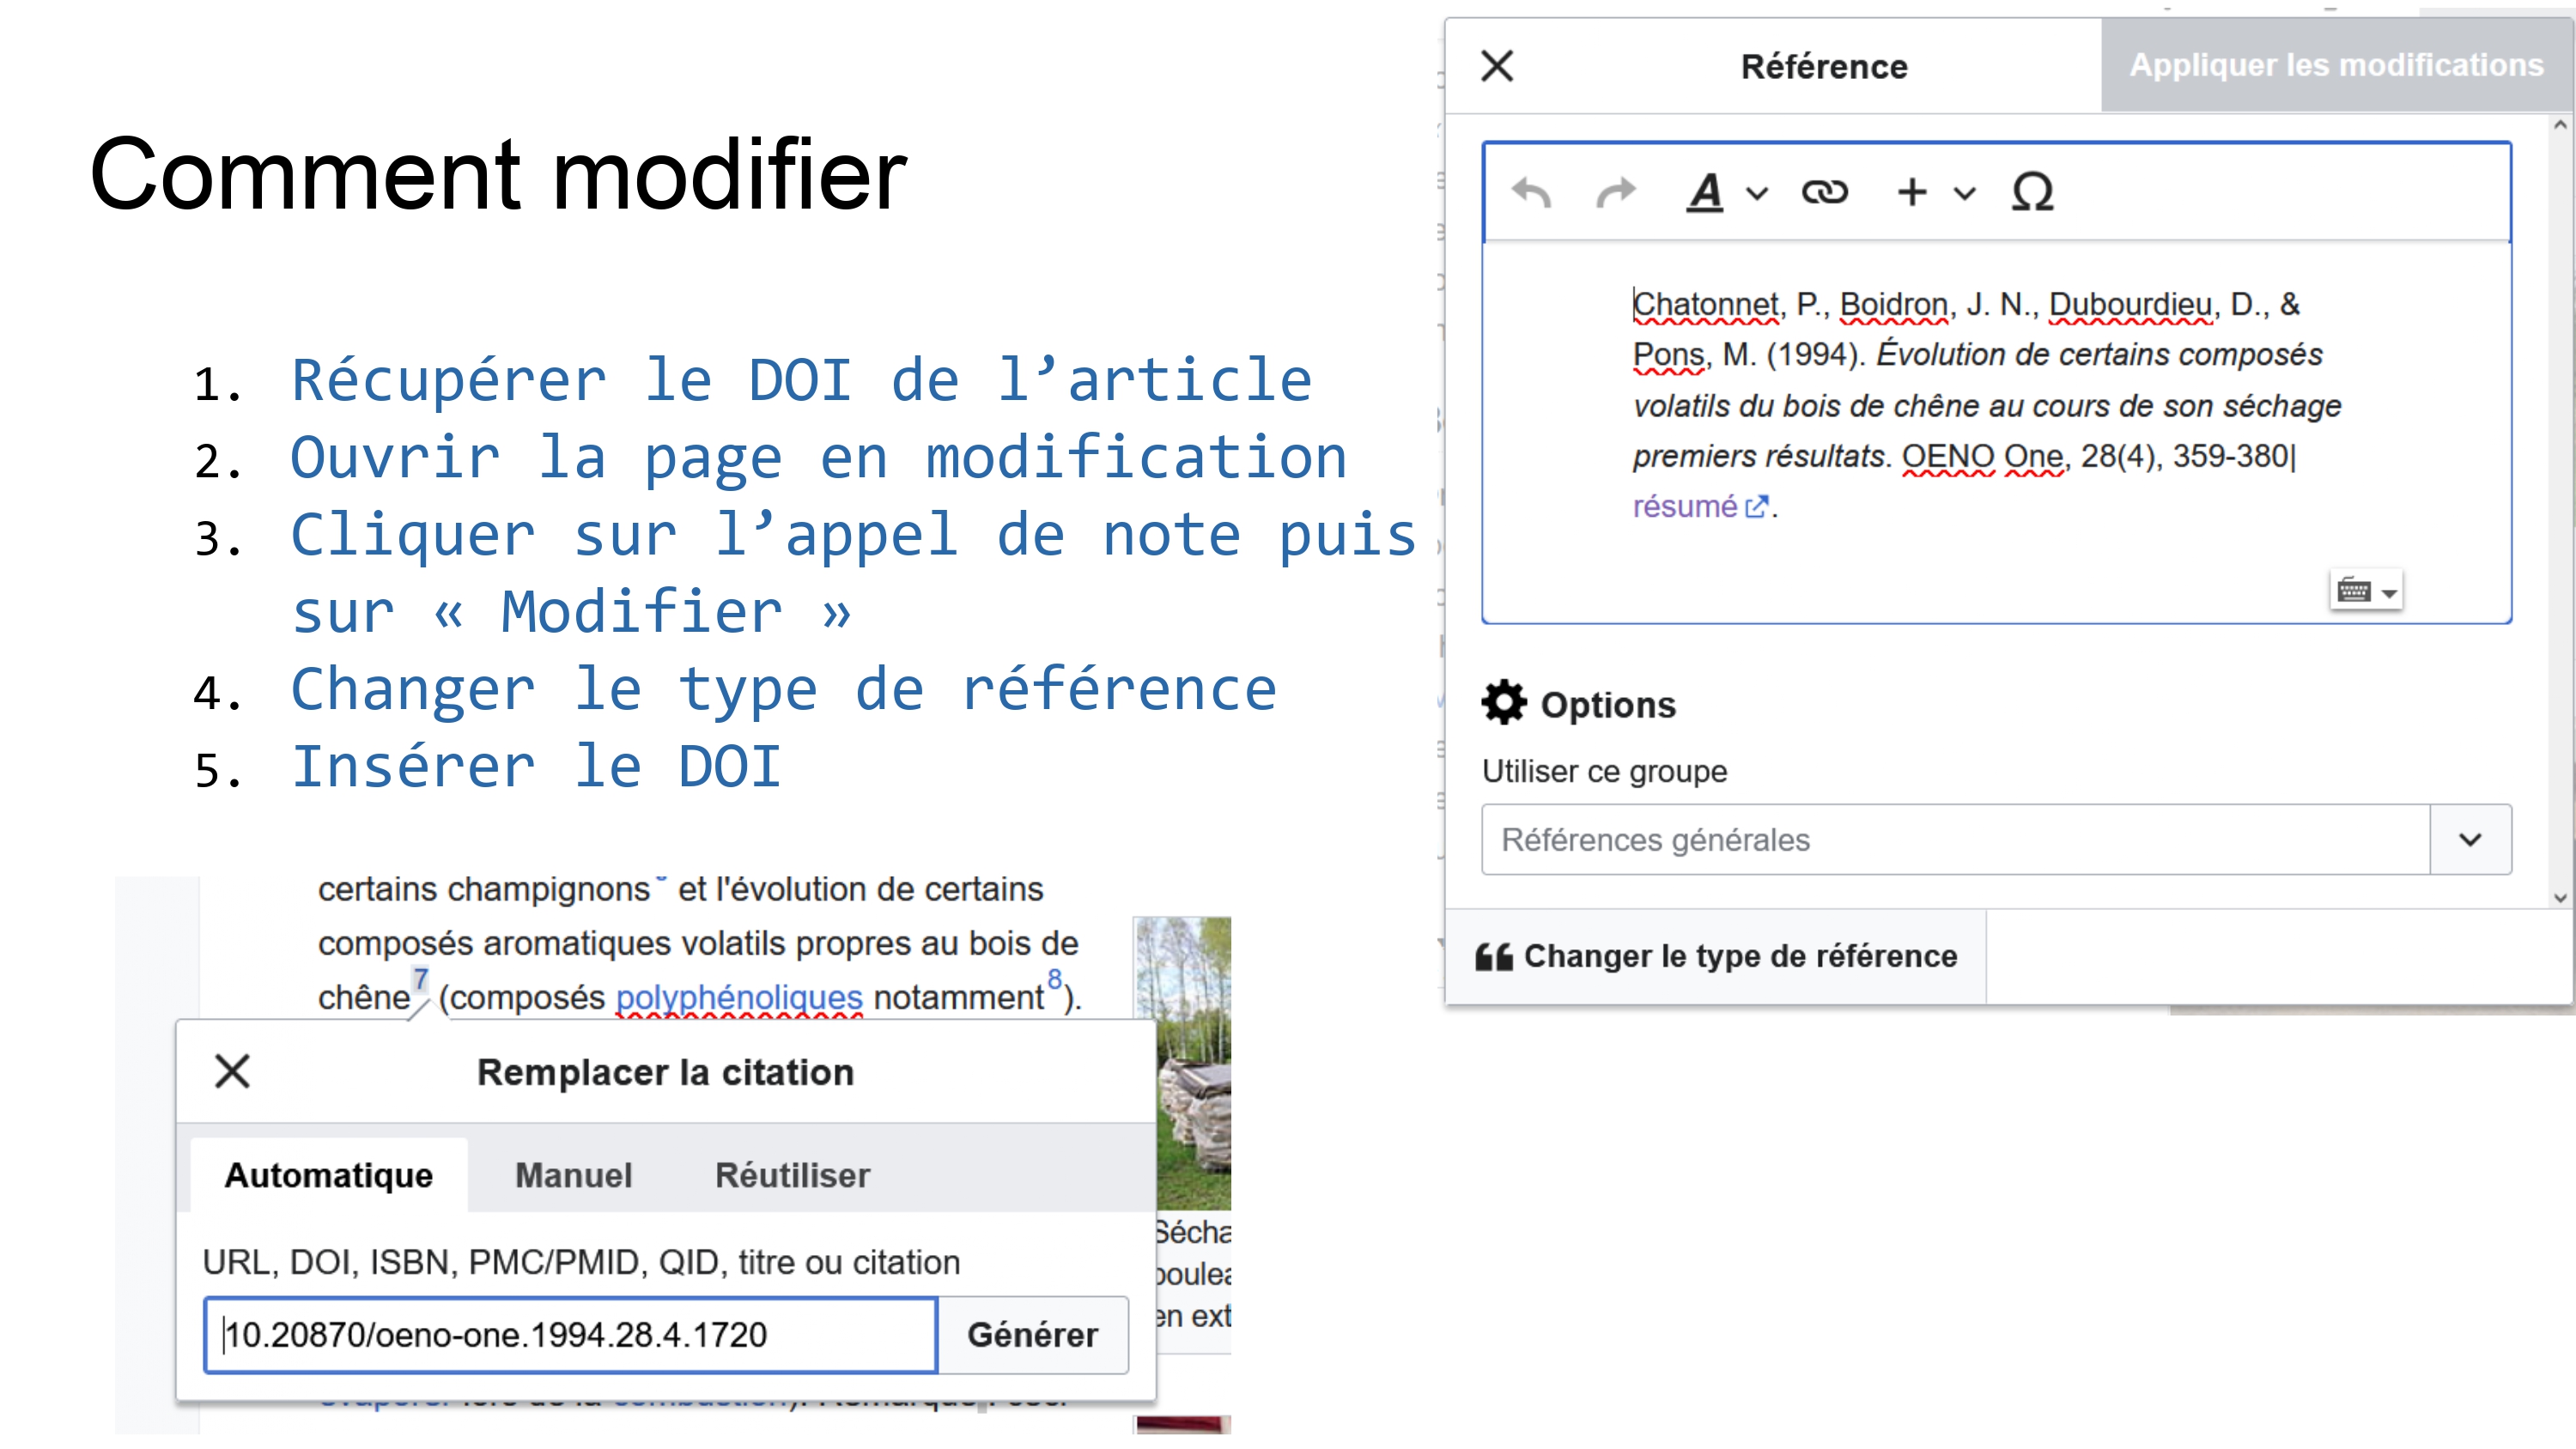 Comment modifier
1. Récupérer le DOI de l’article
2. Ouvrir la page en modification
3. Cliquer sur l’appel de note puis
sur « Modifier »
4. Changer le type de référence
5. Insérer le DOI
certains champignons et l'évolution de certains
composés aromatiques volatils propres au bois de
chêne7 (composés polyphénoliques notamment8).
Remplacer la citation
Automatique Manuel Réutiliser
URL, DOI, ISBN, PMC/PMID, QID, titre ou citation
10.20870/oeno-one.1994.28.4.1720 Générer
en ext
Référence Appliquer les modifications
Chatonnet, P., Boidron, J. N., Dubourdieu, D., &
Pons, M. (1994). Évolution de certains composés
volatils du bois de chêne au cours de son séchage
premiers résultats. OENO One, 28(4), 359-380|
résumé.
Options
Utiliser ce groupe
Références générales
Changer le type de référence